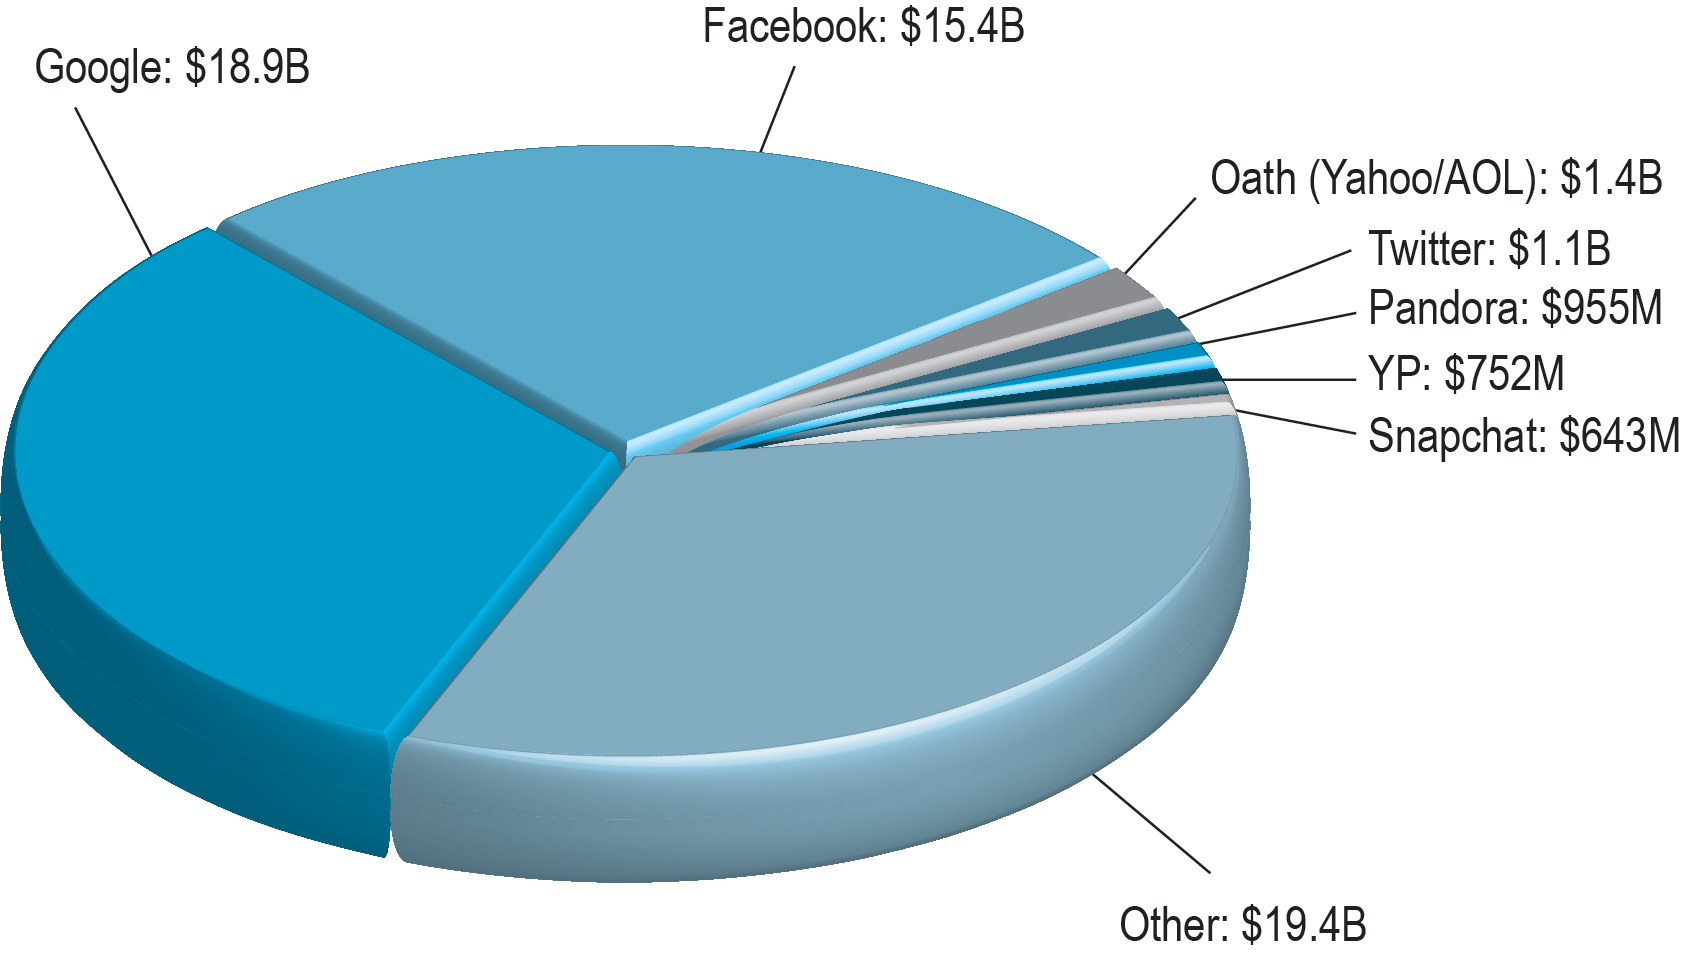 Facebook: $15.4B
Google: $18.9B
Oath (Yahoo/AOL): $1.4B
Twitter: $1.1B
Pandora: $955M
YP: $752M
Snapchat: $643M
Other: $19.4B